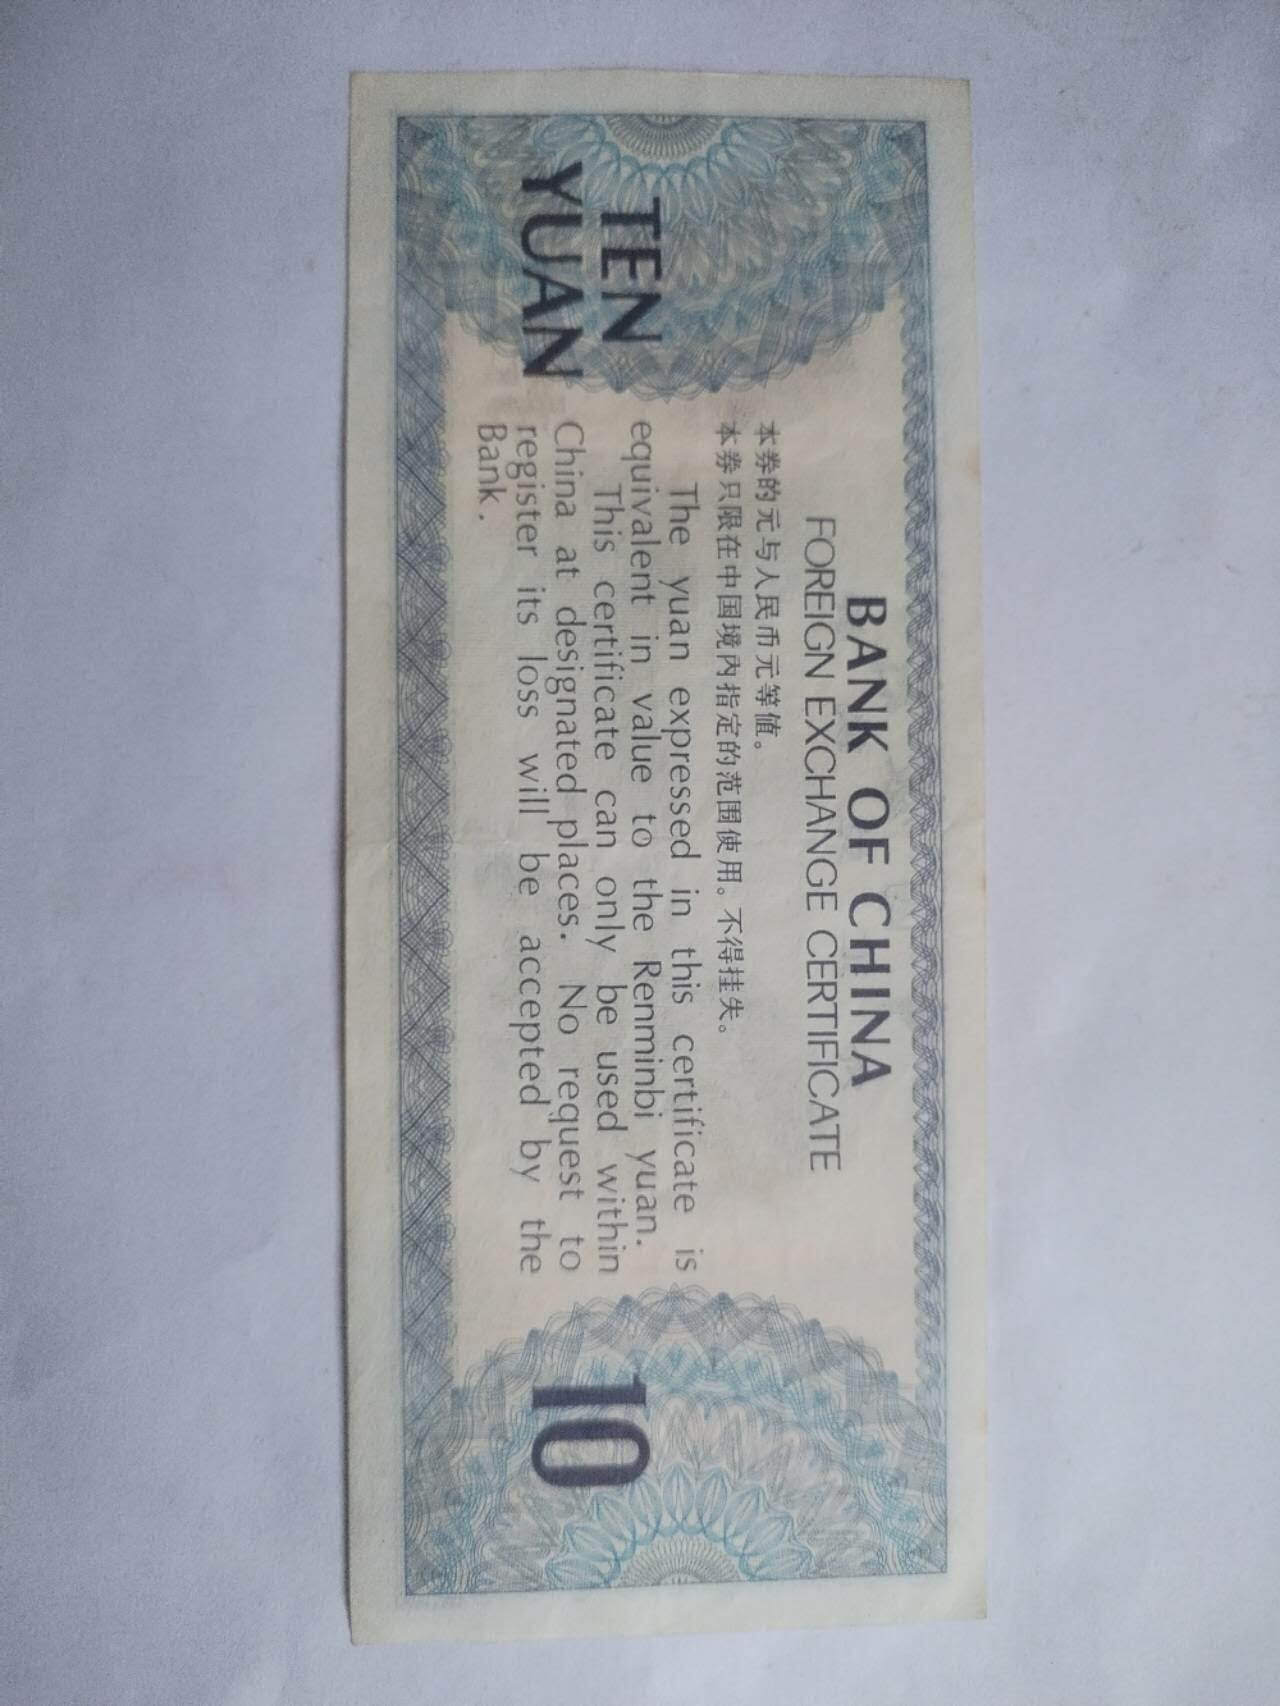 BANK OF CHINA
FOREIGN EXCHANGE CERTIFICATE
本券的元与人民币元等值。
本券只限在中国境内指定的范围使用。不得挂失。
The yuan expressed in this certificate is
equivalent in value to the Renminbi yuan.
This certificate can only be used within
China at designated places. No request to
register its loss will be accepted by the
Bank.
TEN
YUAN
10